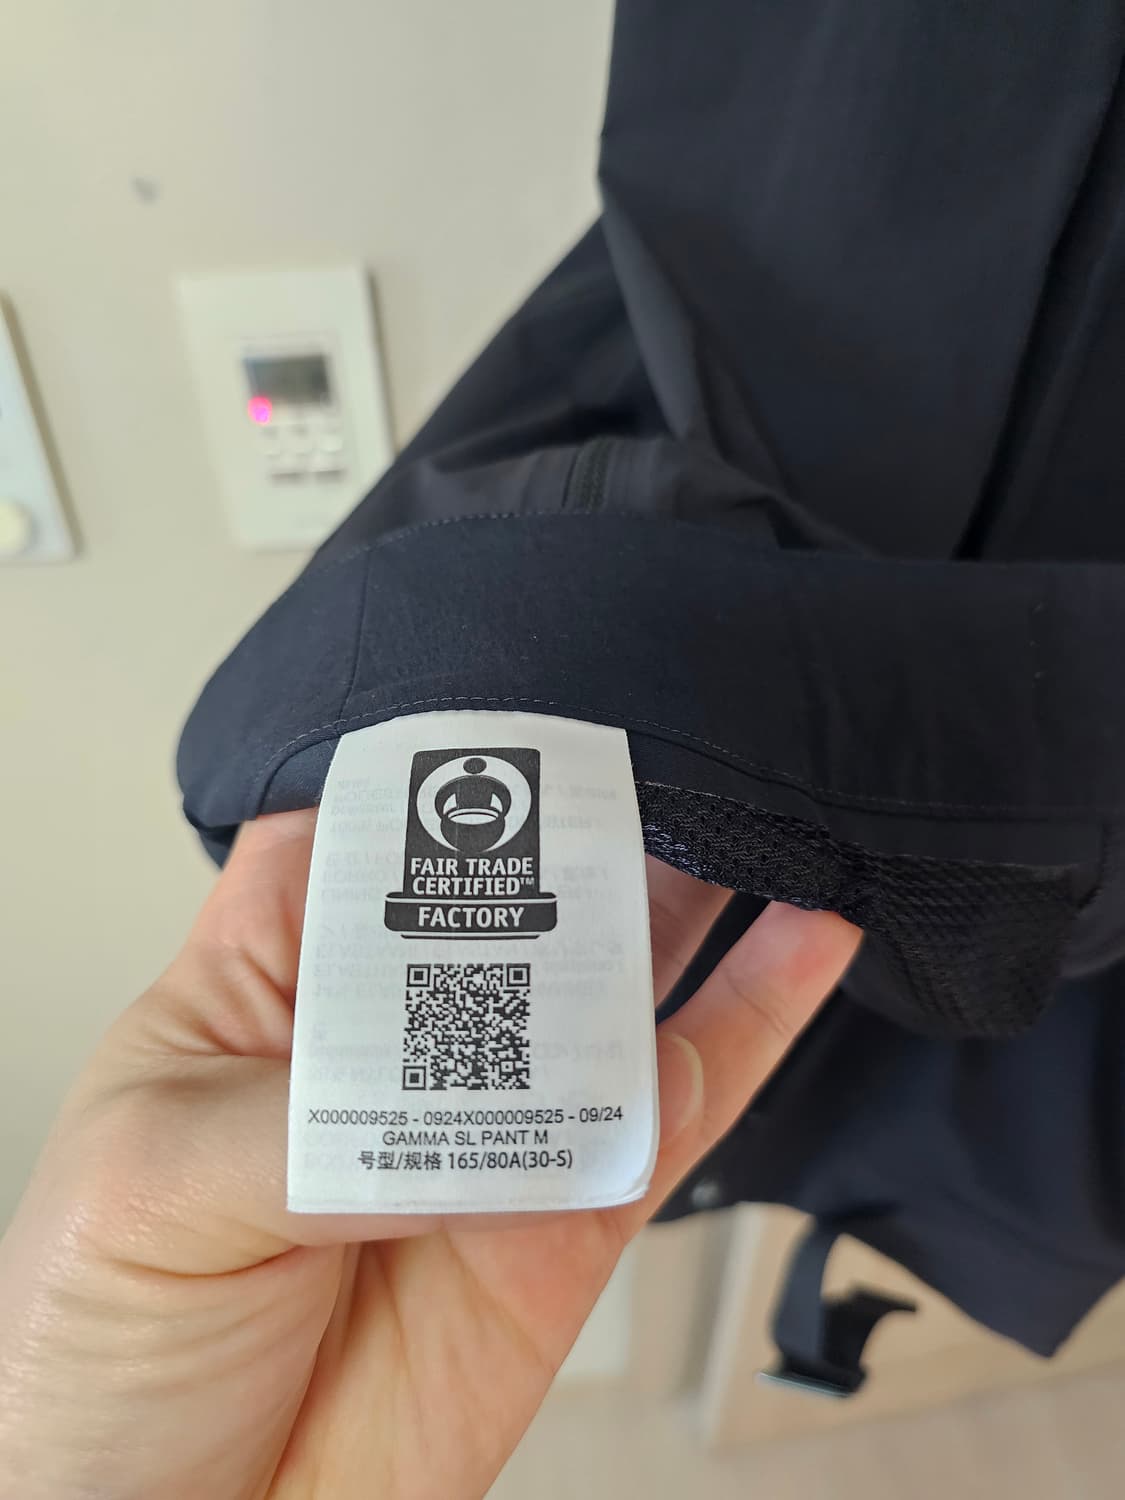 FAIR TRADE
CERTIFIED™
FACTORY
X000009525 - 0924X000009525 - 09/24
GAMMA SL PANT M
号型/规格 165/80A(30-S)